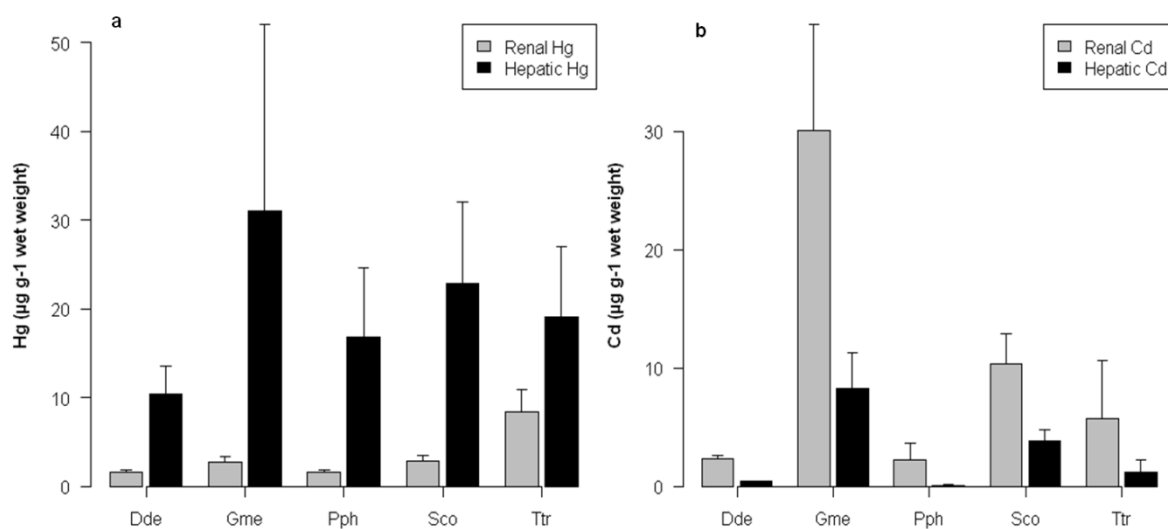 a
Renal Hg
Hepatic Hg
Hg (µg g-1 wet weight)
50
40
30
20
10
0
Dde Gme Pph Sco Ttr
b
Renal Cd
Hepatic Cd
Cd (µg g-1 wet weight)
30
20
10
0
Dde Gme Pph Sco Ttr